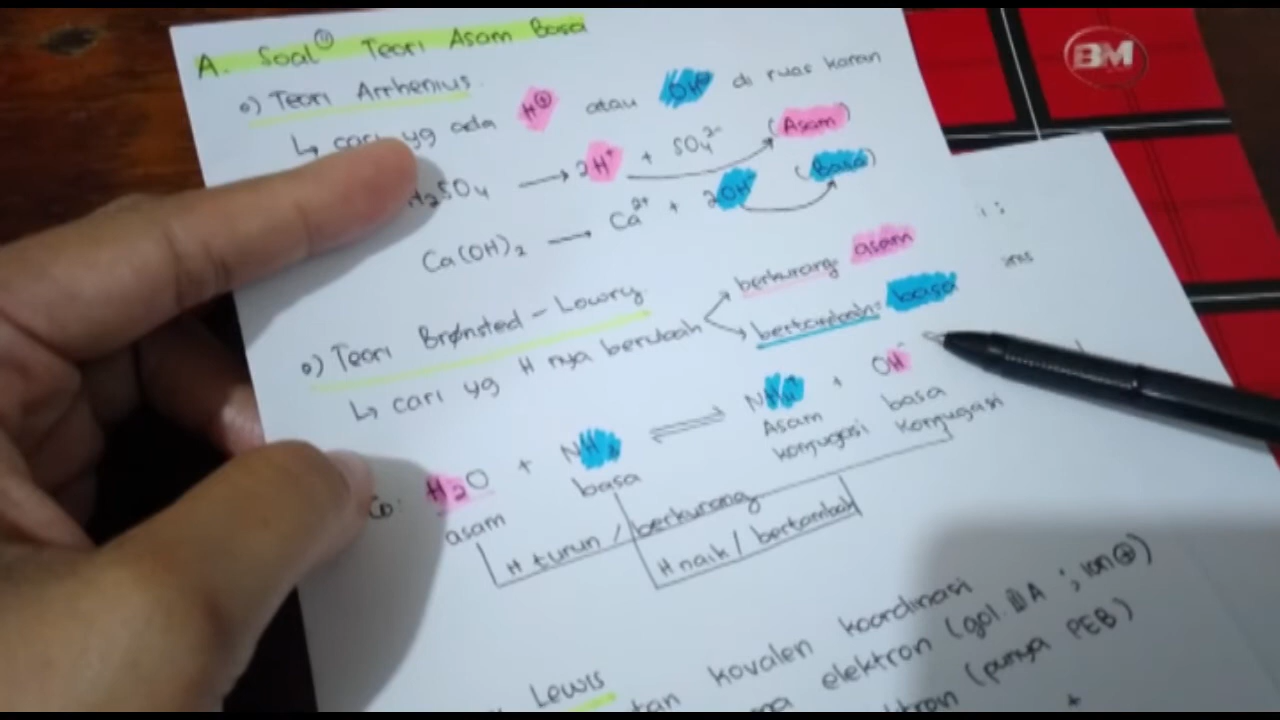 A. Soal² Teori Asam Basa
o) Teori Arrhenius
↳ cari yg ada H⁺ atau OH⁻ di ruas kanan
H₂SO₄ → 2H⁺ + SO₄²⁻ (Asam)
Ca(OH)₂ → Ca²⁺ + 2OH⁻ (Basa)
o) Teori Brønsted - Lowry
↳ cari yg H nya berubah
berkurang: asam
bertambah: basa
Co: H₂O + NH₃ ⇌ NH₄ + OH⁻
asam basa Asam konjugasi basa konjugasi
H turun / berkurang
H naik / bertambah
Lewis
kovalen koordinasi
elektron (gol. IIIA ; ion ⊕)
(punya PEB)
+
BM